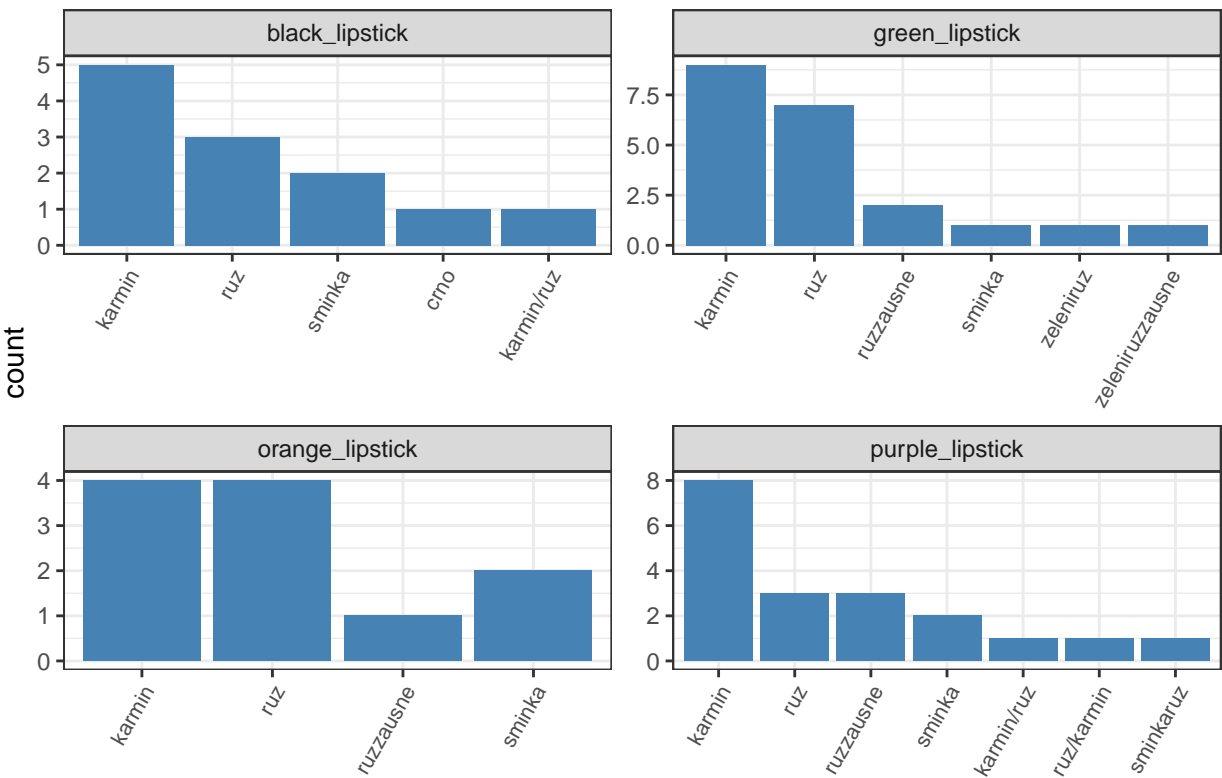 black_lipstick
5
4
3
2
1
0
karmin
ruz
sminka
crno
karmin/ruz
green_lipstick
7.5
5.0
2.5
0.0
karmin
ruz
ruzzausne
sminka
zeleniruz
zeleniruzzausne
count
orange_lipstick
4
3
2
1
0
karmin
ruz
ruzzausne
sminka
purple_lipstick
8
6
4
2
0
karmin
ruz
ruzzausne
sminka
karmin/ruz
ruz/karmin
sminkaruz